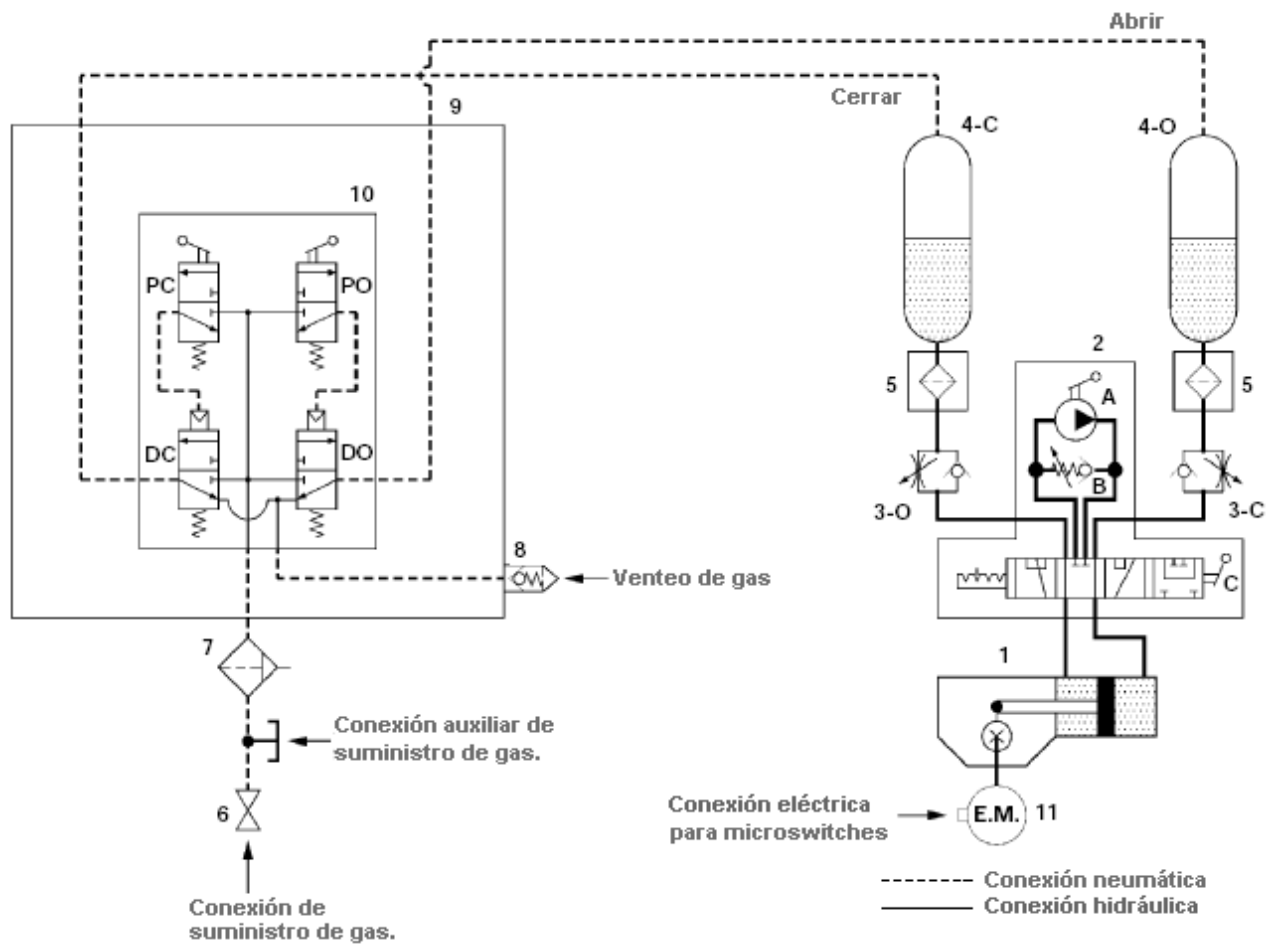 Abrir
Cerrar
9
4-C
4-O
10
PC
PO
2
5
A
5
DC
DO
B
3-O
3-C
8
Venteo de gas
C
7
1
Conexión auxiliar de
suministro de gas.
6
Conexión eléctrica
para microswitches
E.M.
11
Conexión neumática
Conexión hidráulica
Conexión de
suministro de gas.